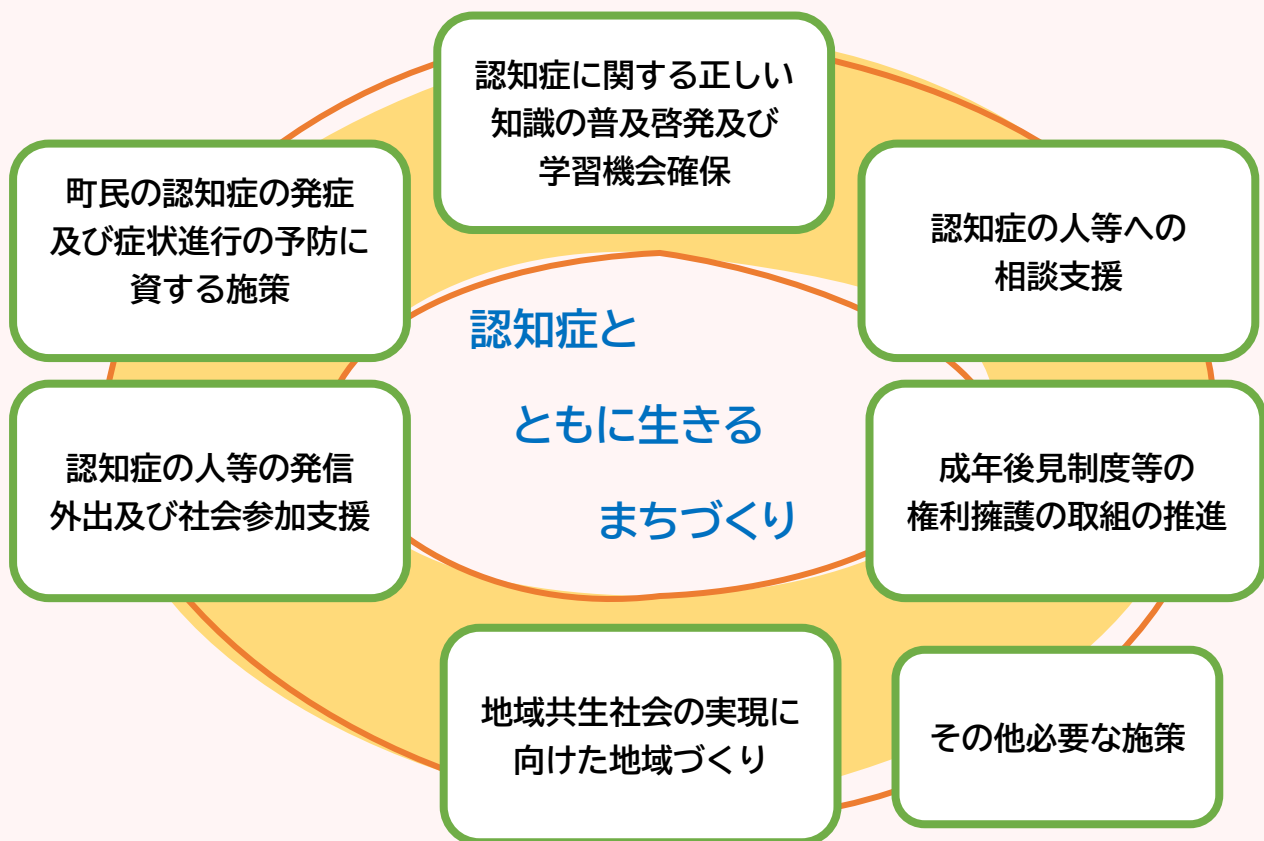 認知症に関する正しい
知識の普及啓発及び
学習機会確保
町民の認知症の発症
及び症状進行の予防に
資する施策
認知症の人等への
相談支援
認知症と
ともに生きる
まちづくり
認知症の人等の発信
外出及び社会参加支援
成年後見制度等の
権利擁護の取組の推進
地域共生社会の実現に
向けた地域づくり
その他必要な施策